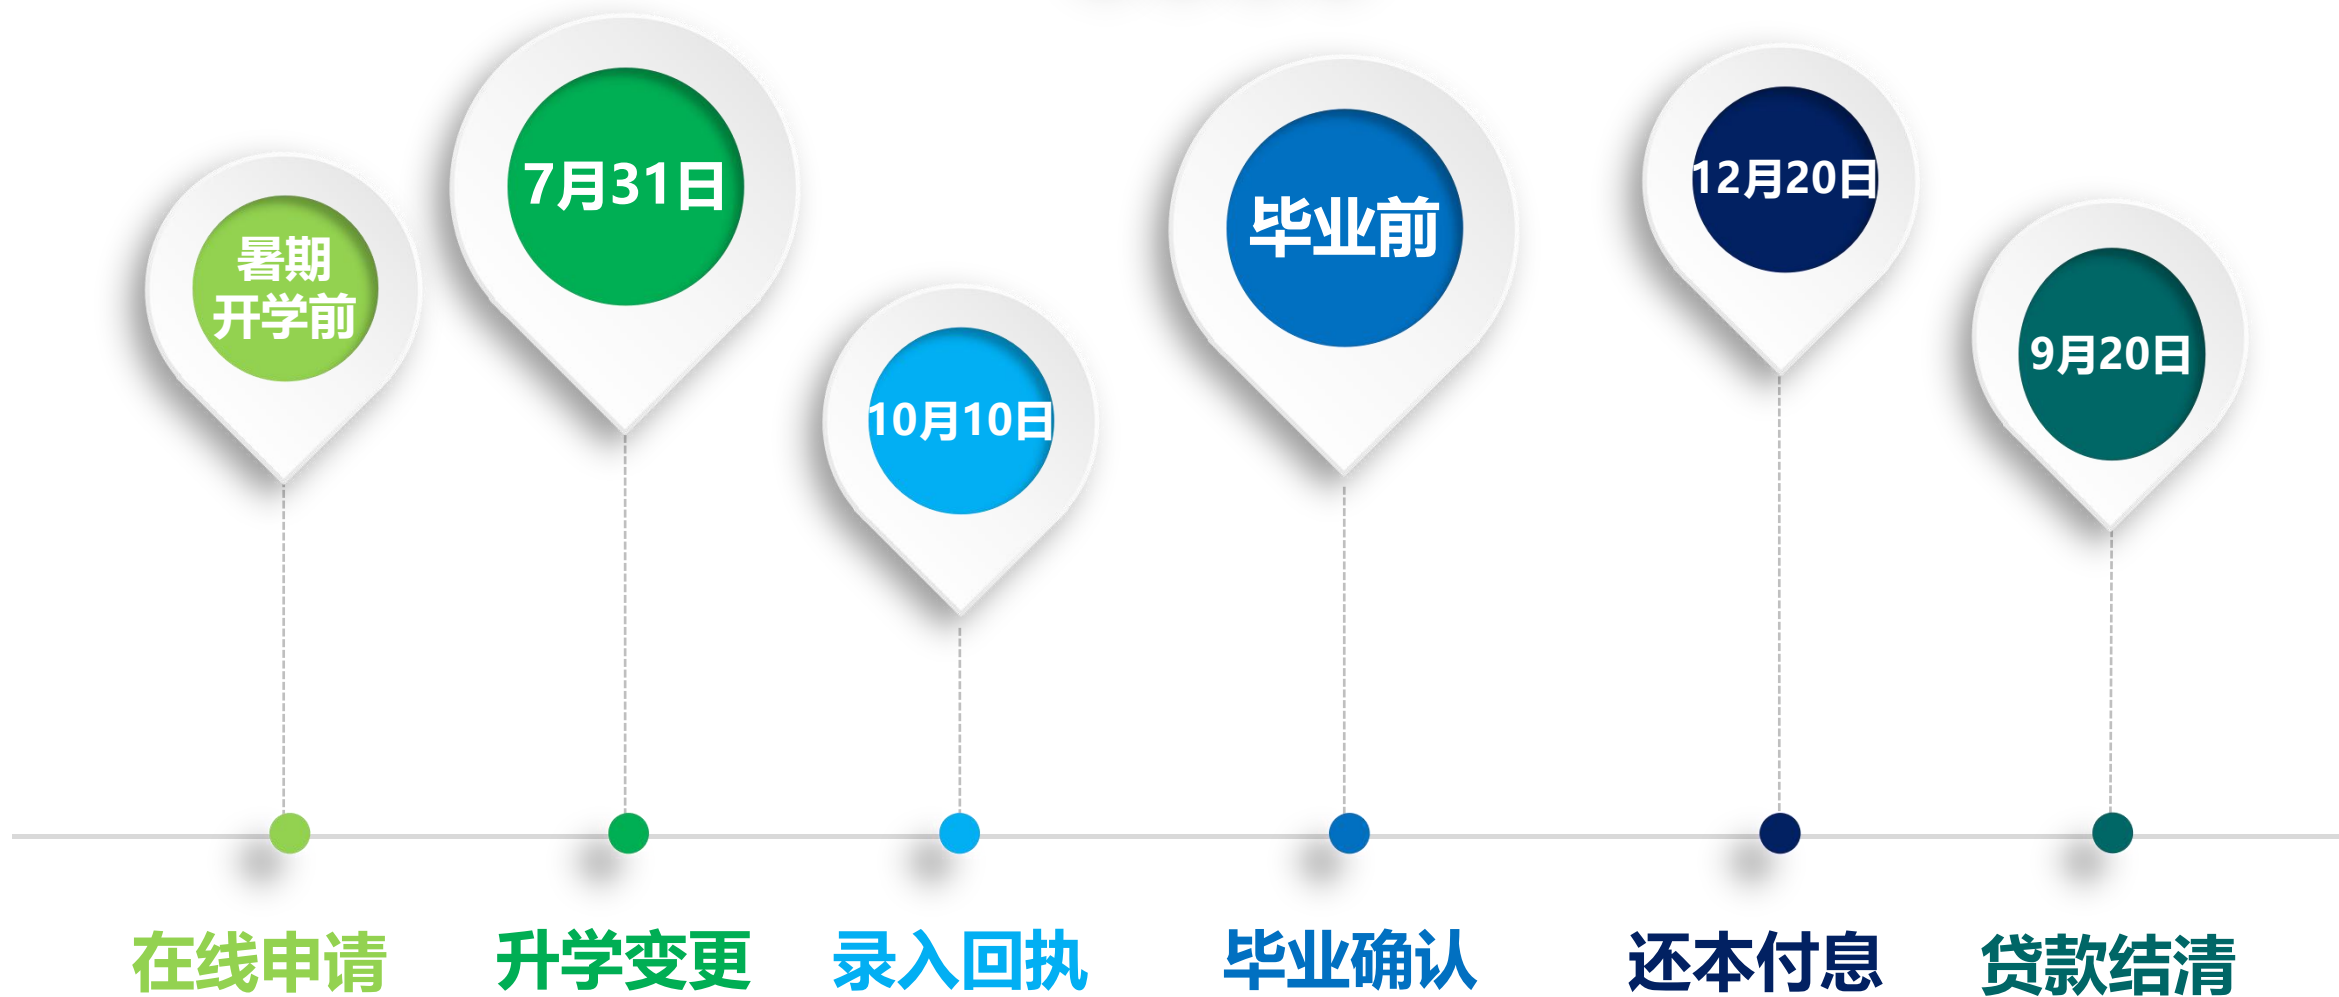 暑期
开学前
7月31日
10月10日
毕业前
12月20日
9月20日
在线申请
升学变更
录入回执
毕业确认
还本付息
贷款结清